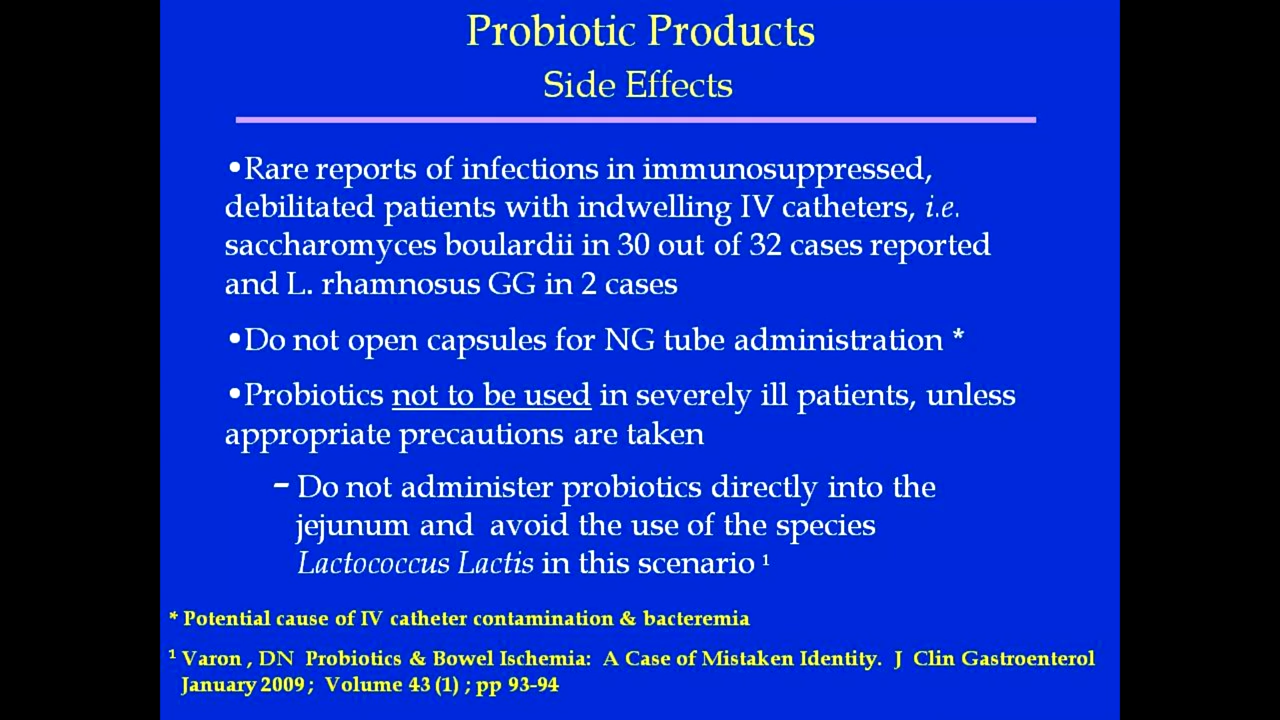 Probiotic Products
Side Effects
•Rare reports of infections in immunosuppressed,
debilitated patients with indwelling IV catheters, i.e.
saccharomyces boulardii in 30 out of 32 cases reported
and L. rhamnosus GG in 2 cases
•Do not open capsules for NG tube administration *
•Probiotics not to be used in severely ill patients, unless
appropriate precautions are taken
– Do not administer probiotics directly into the
jejunum and avoid the use of the species
Lactococcus Lactis in this scenario ¹
* Potential cause of IV catheter contamination & bacteremia
¹ Varon , DN Probiotics & Bowel Ischemia: A Case of Mistaken Identity. J Clin Gastroenterol
January 2009 ; Volume 43 (1) ; pp 93-94